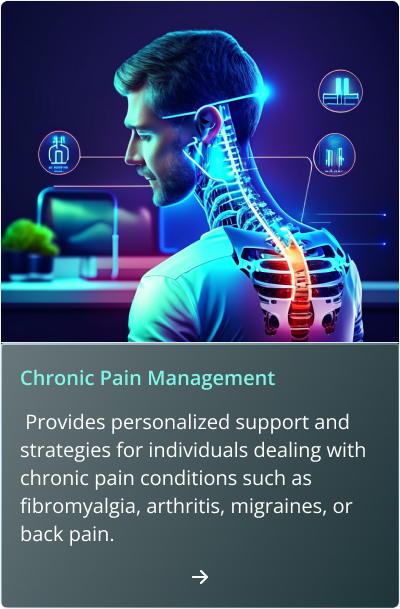 Chronic Pain Management
Provides personalized support and
strategies for individuals dealing with
chronic pain conditions such as
fibromyalgia, arthritis, migraines, or
back pain.